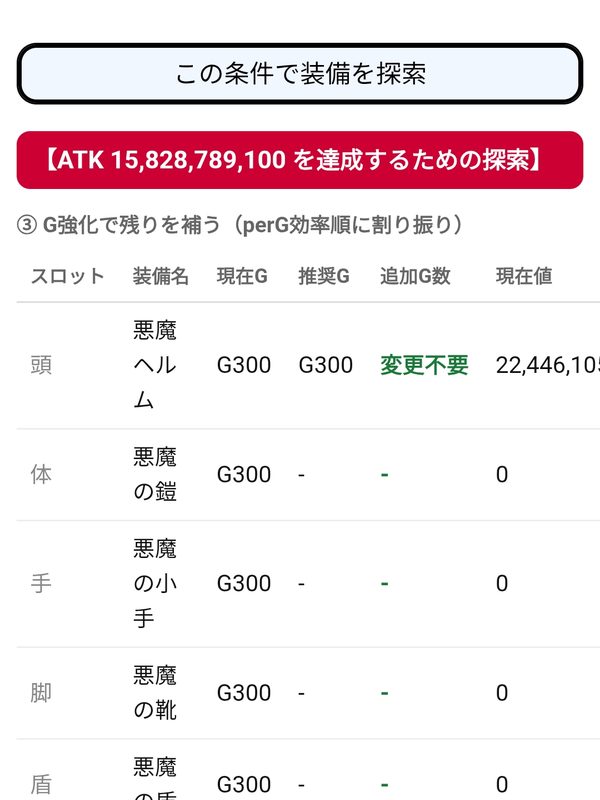 この条件で装備を探索
【ATK 15,828,789,100 を達成するための探索】
③ G強化で残りを補う（perG効率順に割り振り）
スロット 装備名 現在G 推奨G 追加G数 現在値
頭 悪魔ヘルム G300 G300 変更不要 22,446,105
体 悪魔の鎧 G300 - - 0
手 悪魔の小手 G300 - - 0
脚 悪魔の靴 G300 - - 0
盾 悪魔の盾 G300 - - 0